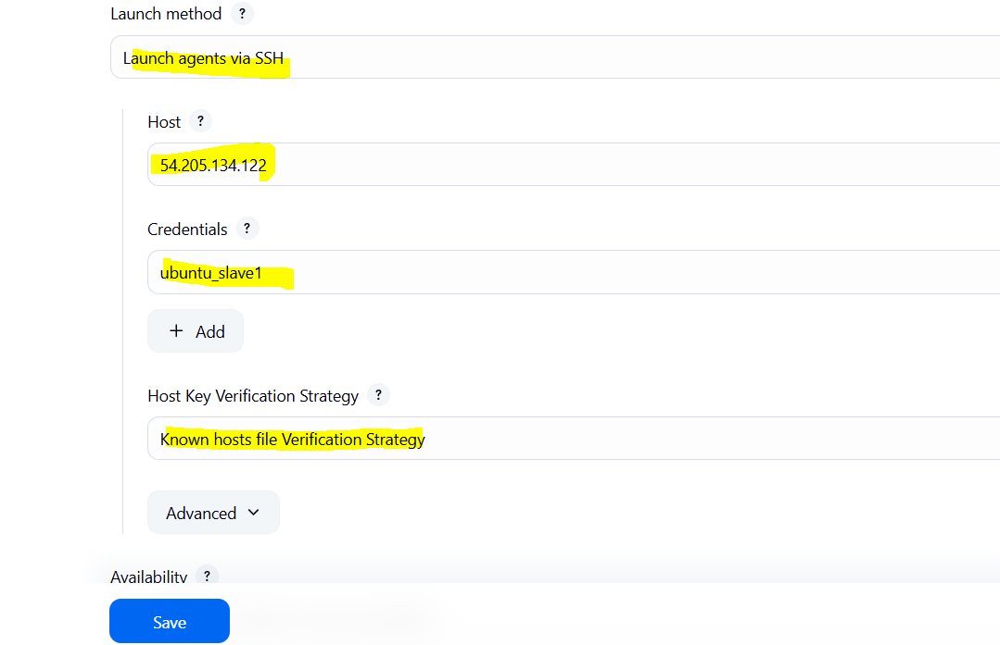 Launch method ?
Launch agents via SSH
Host ?
54.205.134.122
Credentials ?
ubuntu_slave1
+ Add
Host Key Verification Strategy ?
Known hosts file Verification Strategy
Advanced
Availability ?
Save